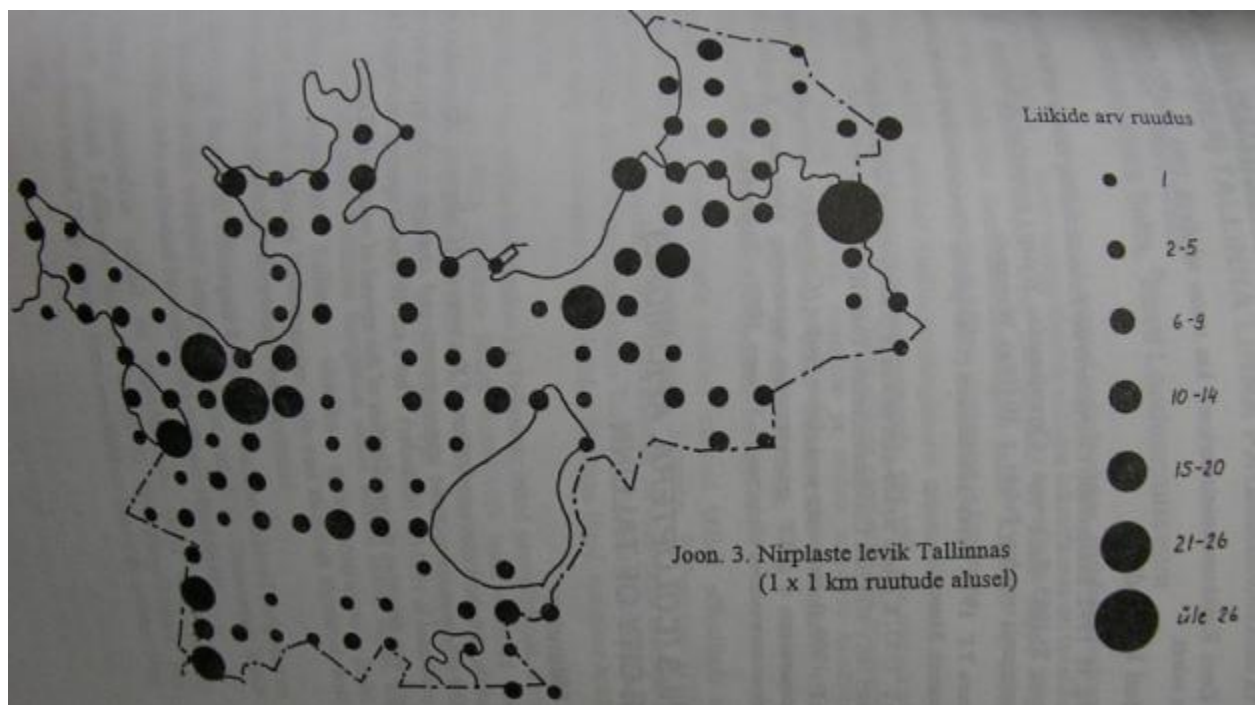 Liikide arv ruudus
1
2-5
6-9
10-14
15-20
21-26
üle 26
Joon. 3. Nirplaste levik Tallinnas
(1 x 1 km ruutude alusel)